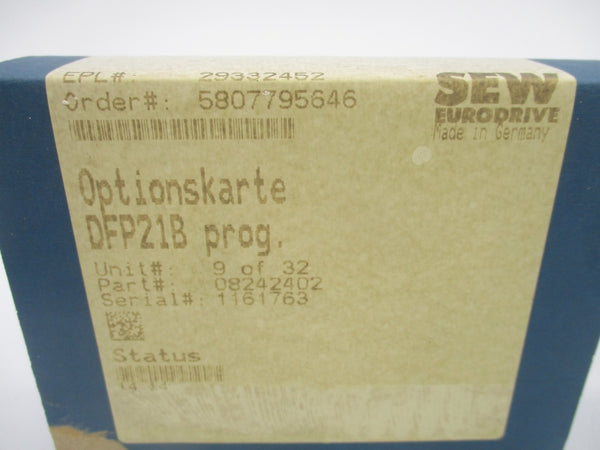 EPL#: 29332452
Order#: 5807795646
SEW
EURODRIVE
Made in Germany
Optionskarte
DFP21B prog.
Unit#: 9 of 32
Part#: 08242402
Serial#: 1161763
Status